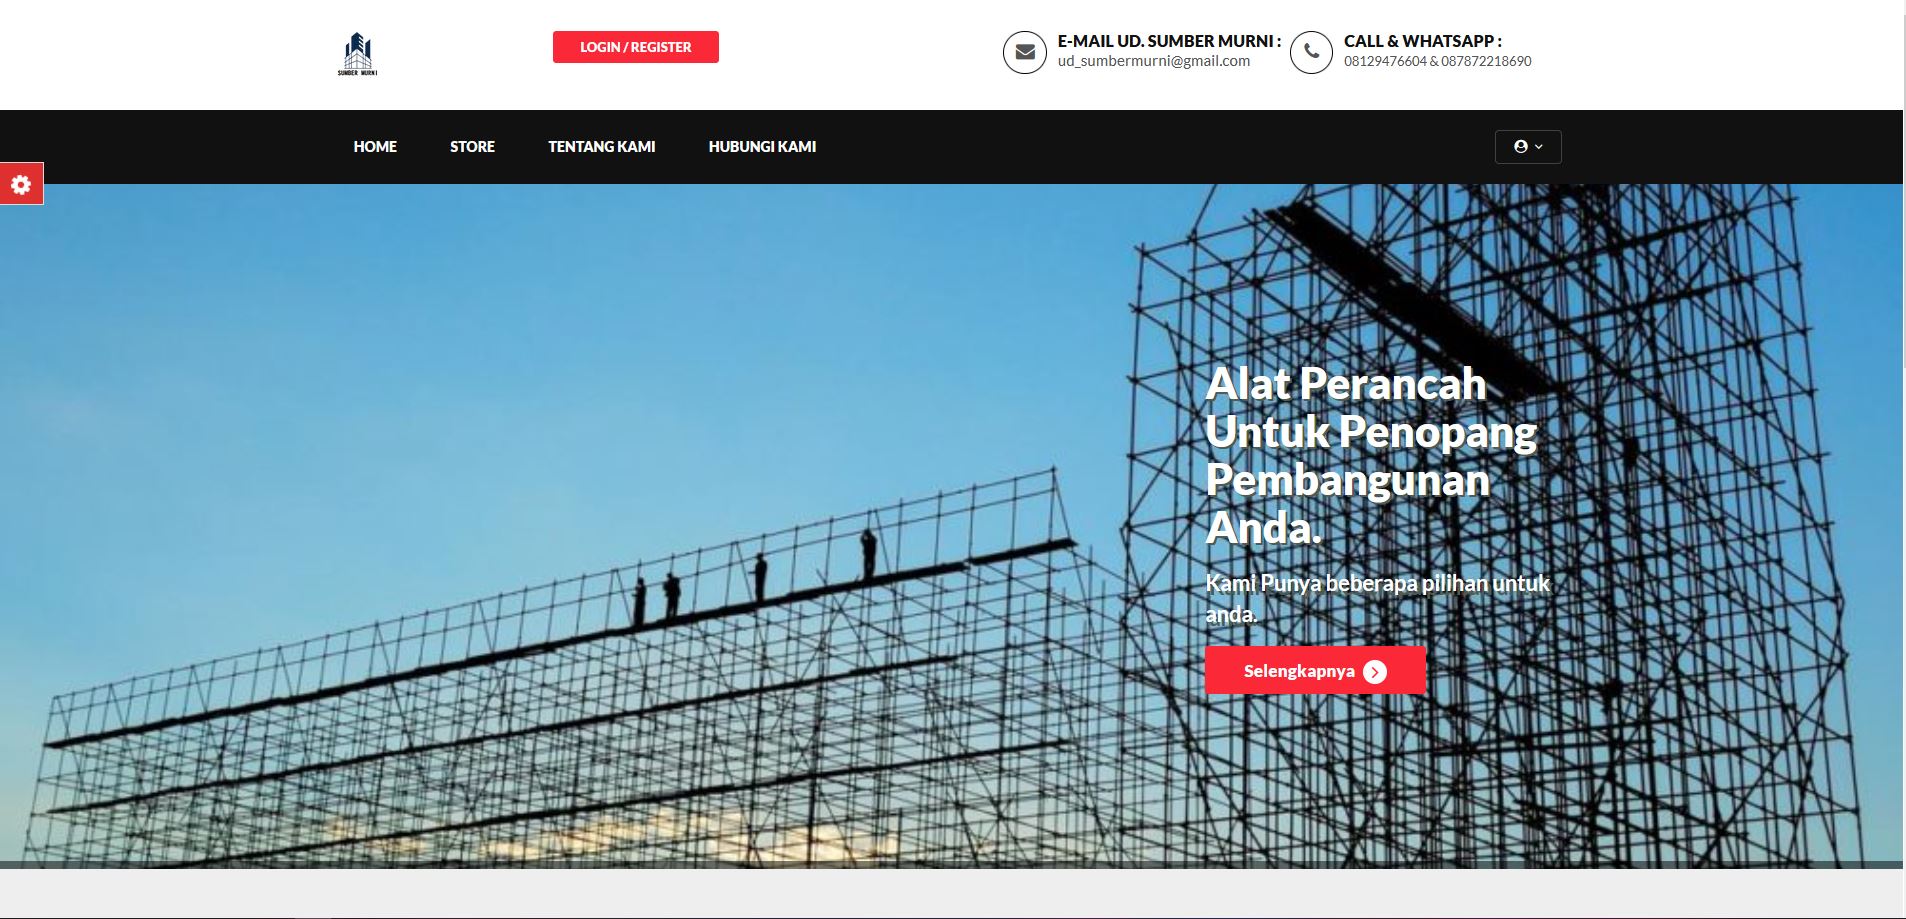 SUMBER MURNI
LOGIN / REGISTER
E-MAIL UD. SUMBER MURNI :
ud_sumbermurni@gmail.com
CALL & WHATSAPP :
08129476604 & 087872218690
HOME
STORE
TENTANG KAMI
HUBUNGI KAMI
Alat Perancah
Untuk Penopang
Pembangunan
Anda.
Kami Punya beberapa pilihan untuk
anda.
Selengkapnya